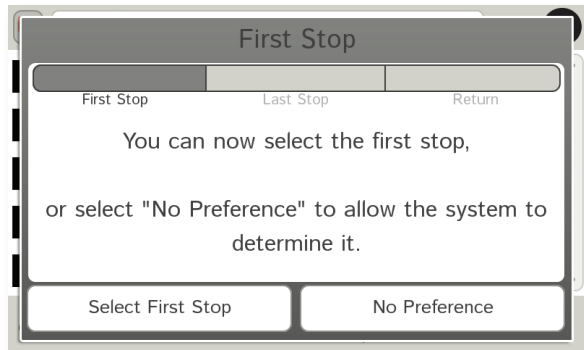 First Stop
First Stop
Last Stop
Return
You can now select the first stop,
or select "No Preference" to allow the system to
determine it.
Select First Stop
No Preference